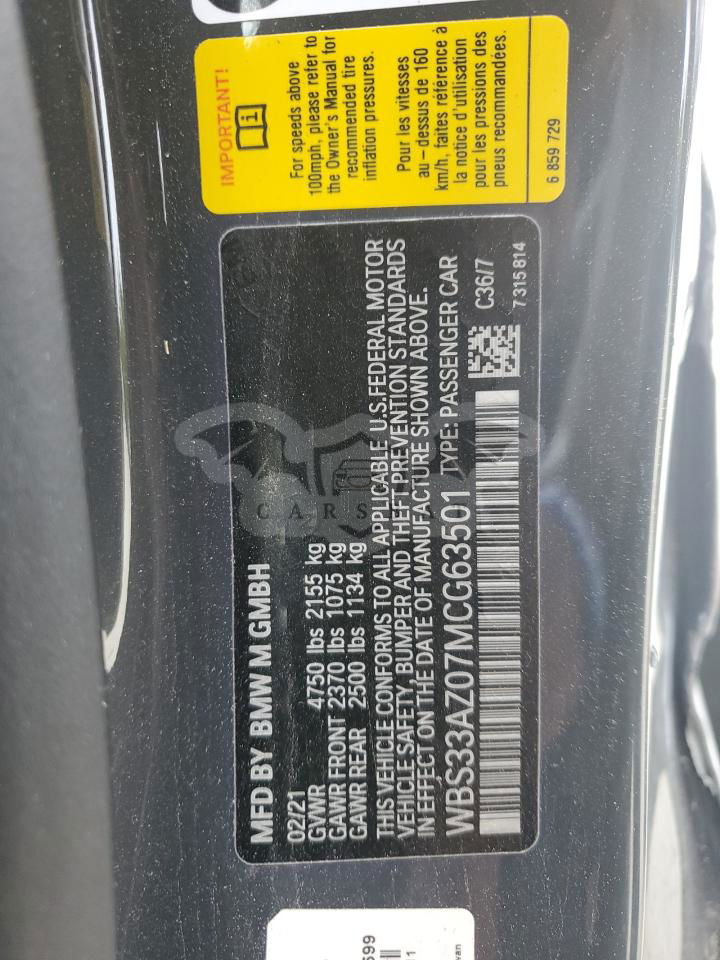 IMPORTANT!
For speeds above
100mph, please refer to
the Owner's Manual for
recommended tire
inflation pressures.
Pour les vitesses
au - dessus de 160
km/h, faites référence à
la notice d'utilisation
pour les pressions des
pneus recommandées.
6 859 729
MFD BY BMW M GMBH
02/21
GVWR 4750 lbs 2155 kg
GAWR FRONT 2370 lbs 1075 kg
GAWR REAR 2500 lbs 1134 kg
THIS VEHICLE CONFORMS TO ALL APPLICABLE U.S.FEDERAL MOTOR
VEHICLE SAFETY, BUMPER AND THEFT PREVENTION STANDARDS
IN EFFECT ON THE DATE OF MANUFACTURE SHOWN ABOVE.
WBS33AZ07MCG63501 TYPE: PASSENGER CAR
C36/7
7 315 814